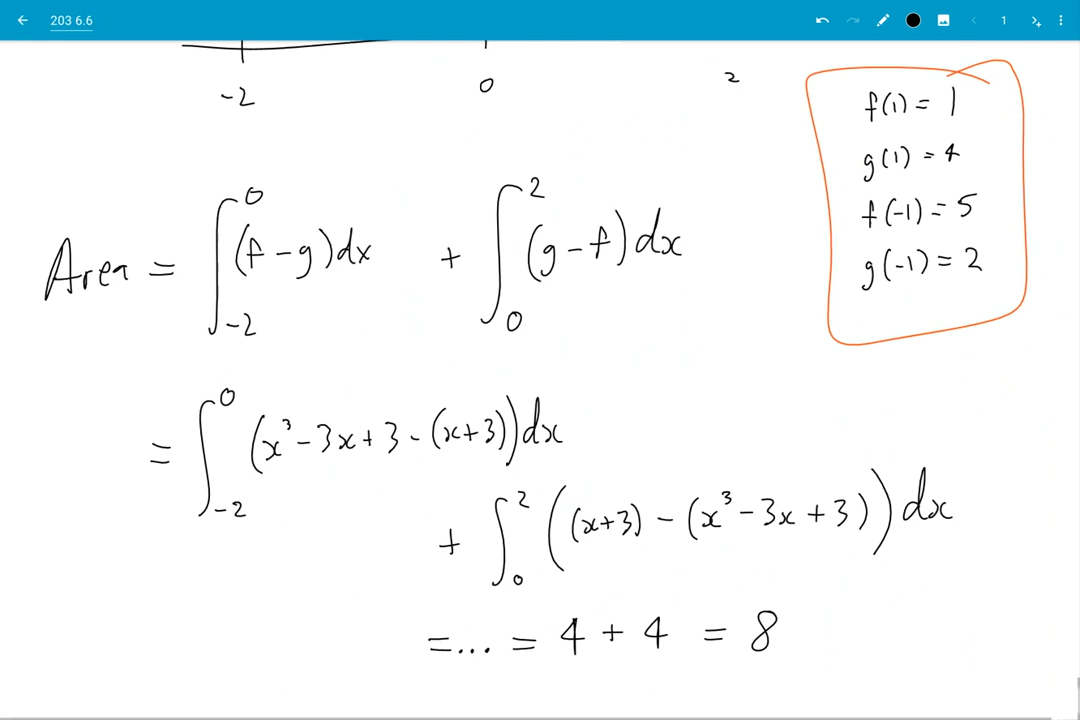 203 6.6
1
-2 0 2
f(1) = 1
g(1) = 4
f(-1) = 5
g(-1) = 2
Area = ∫_{-2}^{0} (f - g)dx + ∫_{0}^{2} (g - f)dx
= ∫_{-2}^{0} (x³ - 3x + 3 - (x+3))dx
+ ∫_{0}^{2} ((x+3) - (x³ - 3x + 3))dx
= ... = 4 + 4 = 8